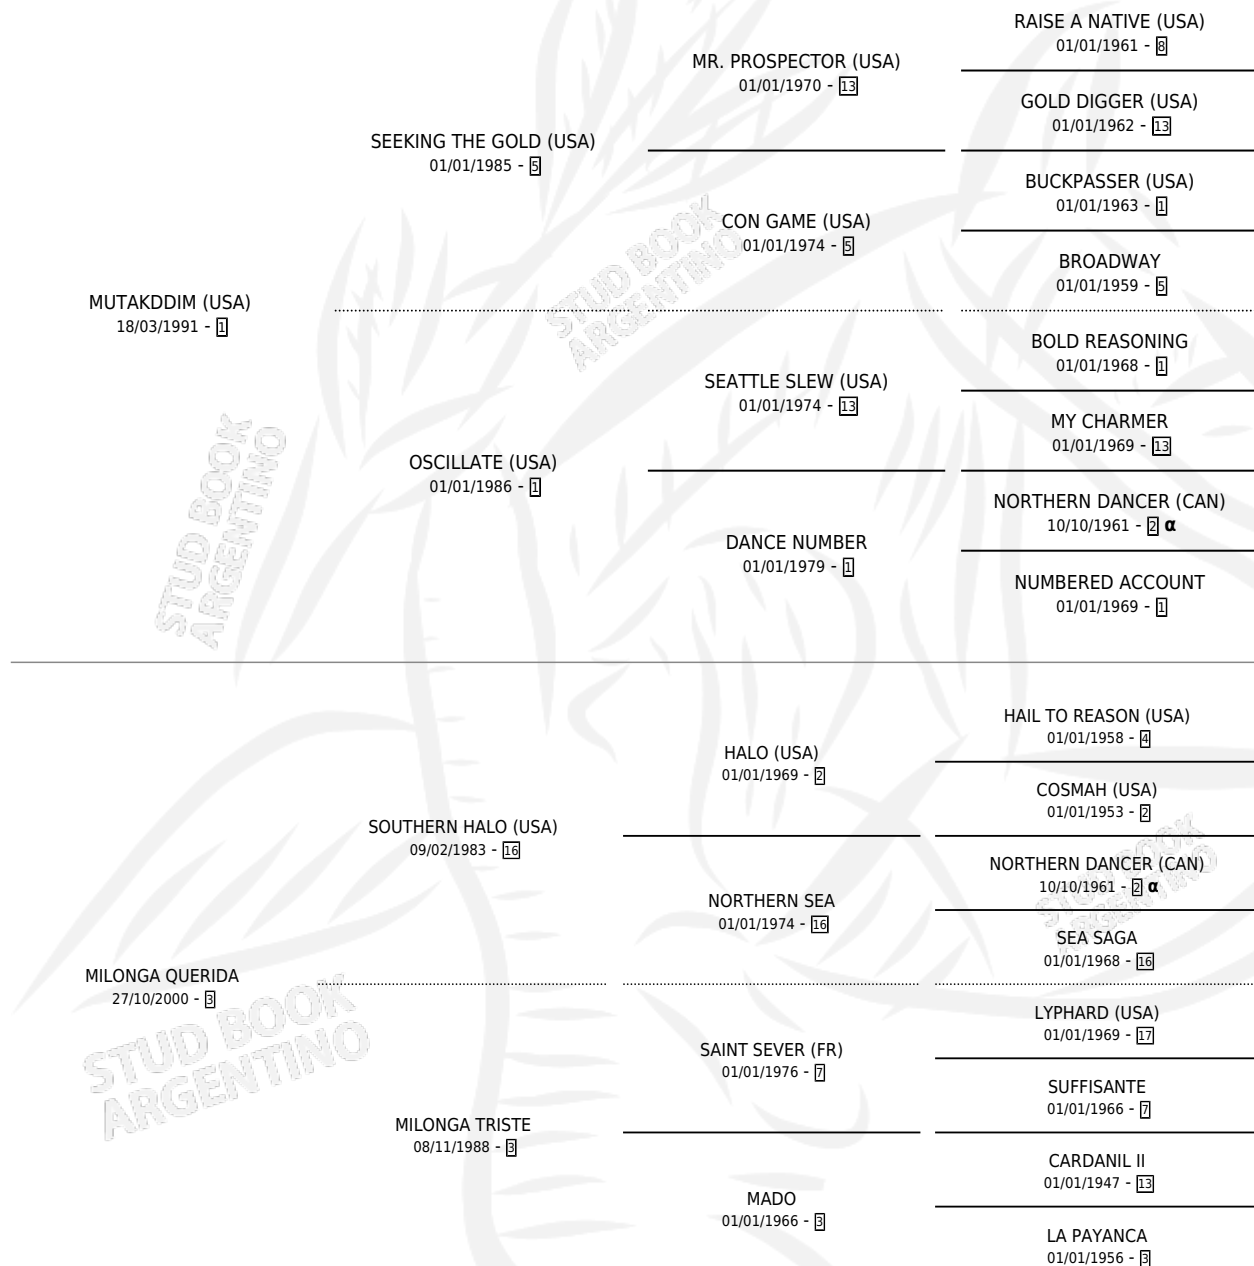 RAISE A NATIVE (USA)
01/01/1961 - 8
MR. PROSPECTOR (USA)
01/01/1970 - 13
GOLD DIGGER (USA)
01/01/1962 - 13
SEEKING THE GOLD (USA)
01/01/1985 - 5
BUCKPASSER (USA)
01/01/1963 - 1
CON GAME (USA)
01/01/1974 - 5
BROADWAY
01/01/1959 - 5
MUTAKDDIM (USA)
18/03/1991 - 1
BOLD REASONING
01/01/1968 - 1
SEATTLE SLEW (USA)
01/01/1974 - 13
MY CHARMER
01/01/1969 - 13
OSCILLATE (USA)
01/01/1986 - 1
NORTHERN DANCER (CAN)
10/10/1961 - 2 α
DANCE NUMBER
01/01/1979 - 1
NUMBERED ACCOUNT
01/01/1969 - 1
HAIL TO REASON (USA)
01/01/1958 - 4
HALO (USA)
01/01/1969 - 2
COSMAH (USA)
01/01/1953 - 2
SOUTHERN HALO (USA)
09/02/1983 - 16
NORTHERN DANCER (CAN)
10/10/1961 - 2 α
NORTHERN SEA
01/01/1974 - 16
SEA SAGA
01/01/1968 - 16
MILONGA QUERIDA
27/10/2000 - 3
LYPHARD (USA)
01/01/1969 - 17
SAINT SEVER (FR)
01/01/1976 - 7
SUFFISANTE
01/01/1966 - 7
MILONGA TRISTE
08/11/1988 - 3
CARDANIL II
01/01/1947 - 13
MADO
01/01/1966 - 3
LA PAYANCA
01/01/1956 - 3
STUD BOOK
ARGENTINO
STUD BOOK
ARGENTINO
STUD BOOK
ARGENTINO
STUD BOOK
ARGENTINO